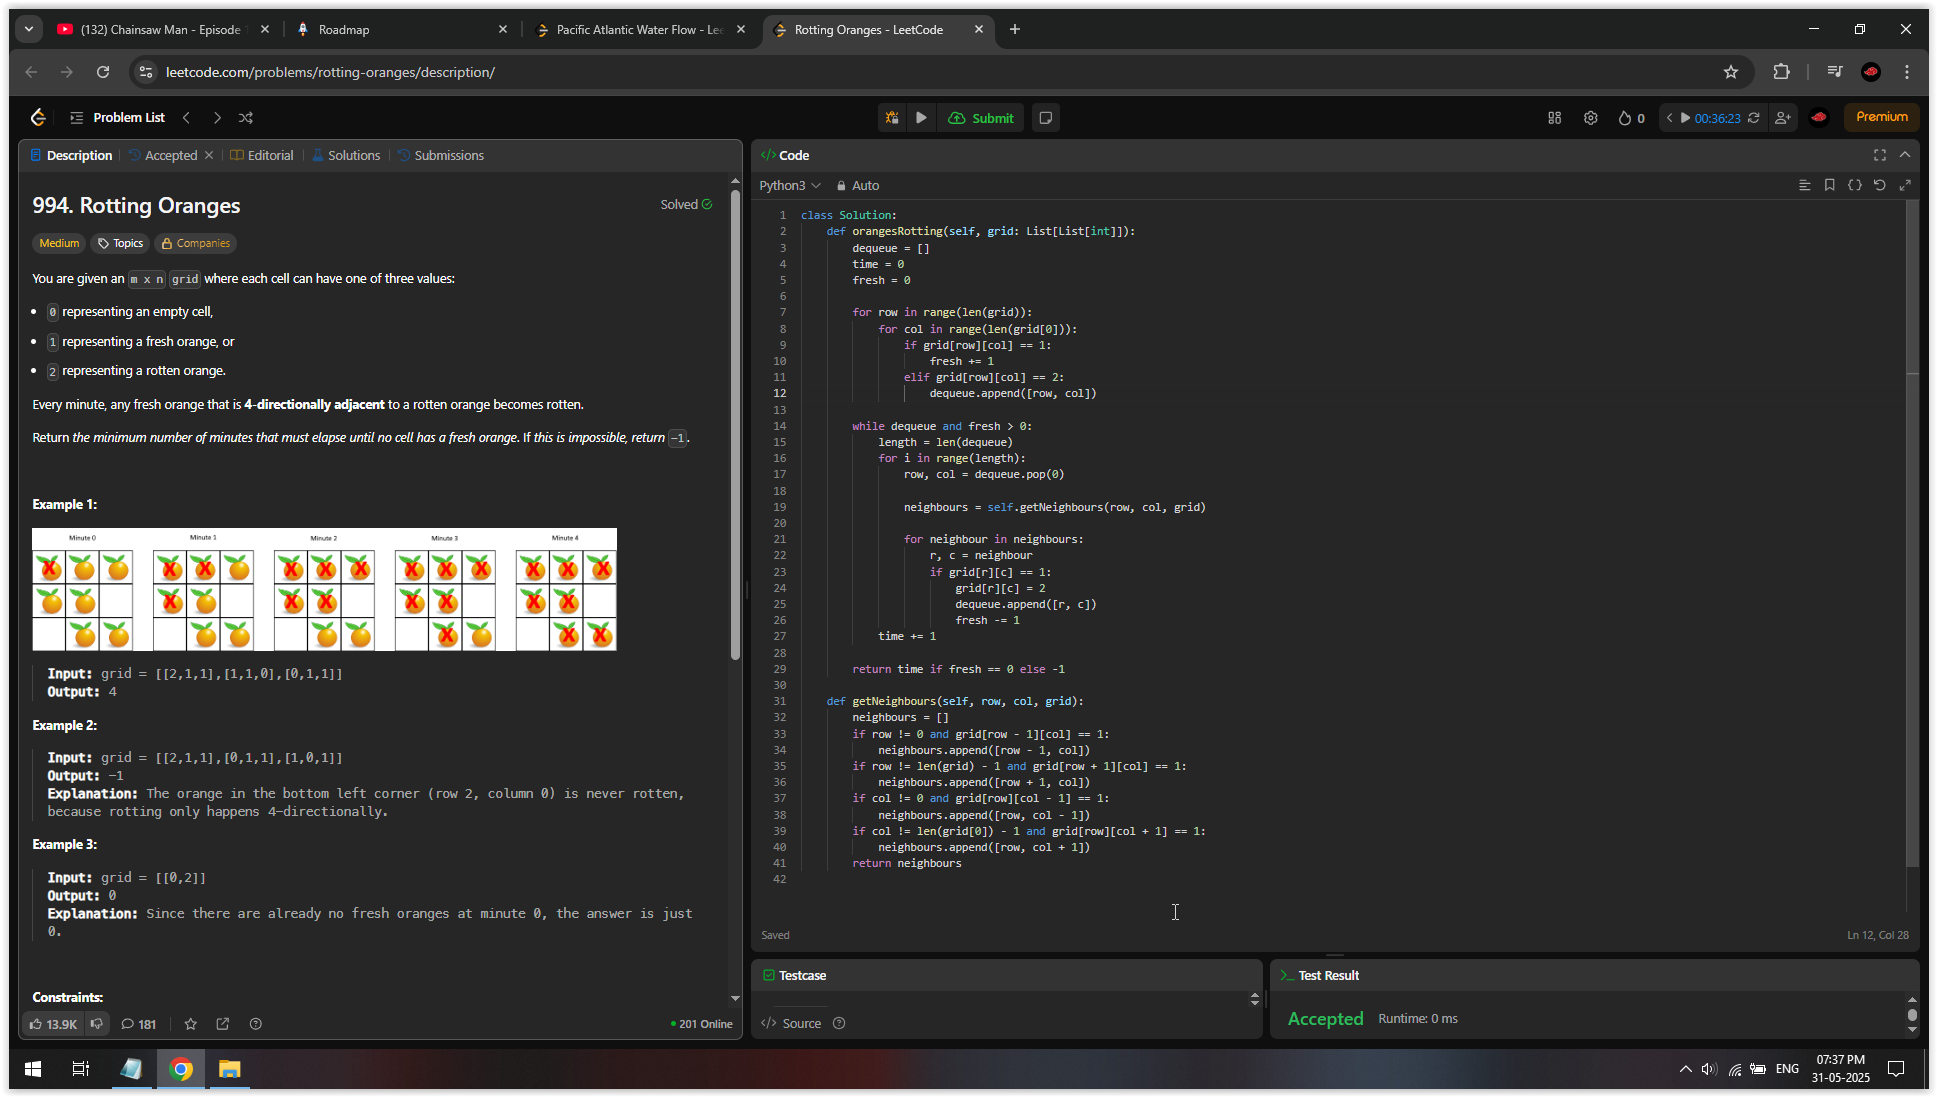 (132) Chainsaw Man - Episode 1
Roadmap
Pacific Atlantic Water Flow - Lee
Rotting Oranges - LeetCode
leetcode.com/problems/rotting-oranges/description/
Problem List
Submit
0
00:36:23
Premium
Description
Accepted
Editorial
Solutions
Submissions
994. Rotting Oranges
Solved
Medium
Topics
Companies
You are given an m x n grid where each cell can have one of three values:
• 0 representing an empty cell,
• 1 representing a fresh orange, or
• 2 representing a rotten orange.
Every minute, any fresh orange that is 4-directionally adjacent to a rotten orange becomes rotten.
Return the minimum number of minutes that must elapse until no cell has a fresh orange. If this is impossible, return -1.
Example 1:
Minute 0 Minute 1 Minute 2 Minute 3 Minute 4
Input: grid = [[2,1,1],[1,1,0],[0,1,1]]
Output: 4
Example 2:
Input: grid = [[2,1,1],[0,1,1],[1,0,1]]
Output: -1
Explanation: The orange in the bottom left corner (row 2, column 0) is never rotten,
because rotting only happens 4-directionally.
Example 3:
Input: grid = [[0,2]]
Output: 0
Explanation: Since there are already no fresh oranges at minute 0, the answer is just
0.
Constraints:
13.9K
181
201 Online
</> Code
Python3
Auto
1 class Solution:
2     def orangesRotting(self, grid: List[List[int]]):
3         dequeue = []
4         time = 0
5         fresh = 0
6
7         for row in range(len(grid)):
8             for col in range(len(grid[0])):
9                 if grid[row][col] == 1:
10                     fresh += 1
11                 elif grid[row][col] == 2:
12                     dequeue.append([row, col])
13
14         while dequeue and fresh > 0:
15             length = len(dequeue)
16             for i in range(length):
17                 row, col = dequeue.pop(0)
18
19                 neighbours = self.getNeighbours(row, col, grid)
20
21                 for neighbour in neighbours:
22                     r, c = neighbour
23                     if grid[r][c] == 1:
24                         grid[r][c] = 2
25                         dequeue.append([r, c])
26                         fresh -= 1
27             time += 1
28
29         return time if fresh == 0 else -1
30
31     def getNeighbours(self, row, col, grid):
32         neighbours = []
33         if row != 0 and grid[row - 1][col] == 1:
34             neighbours.append([row - 1, col])
35         if row != len(grid) - 1 and grid[row + 1][col] == 1:
36             neighbours.append([row + 1, col])
37         if col != 0 and grid[row][col - 1] == 1:
38             neighbours.append([row, col - 1])
39         if col != len(grid[0]) - 1 and grid[row][col + 1] == 1:
40             neighbours.append([row, col + 1])
41         return neighbours
42
Saved
Ln 12, Col 28
Testcase
</> Source
Test Result
Accepted Runtime: 0 ms
ENG
07:37 PM
31-05-2025